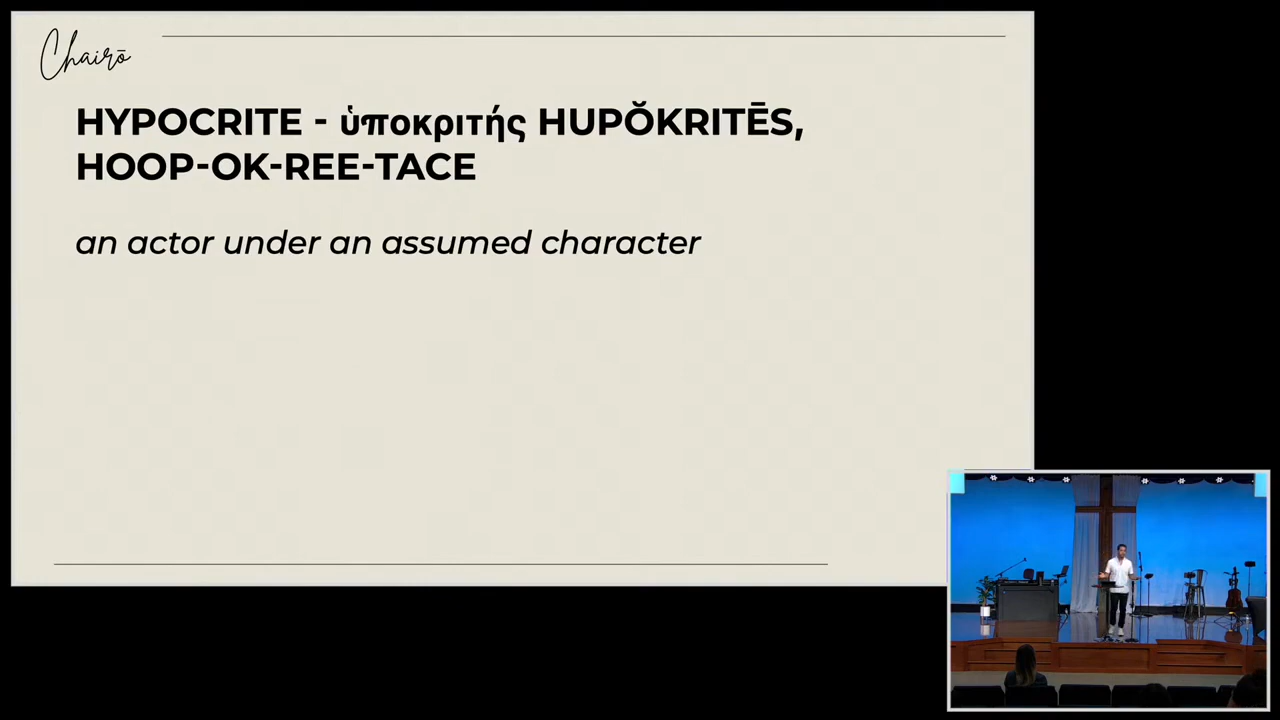 Chairō
HYPOCRITE - ὑποκριτής HUPŎKRITĒS,
HOOP-OK-REE-TACE
an actor under an assumed character